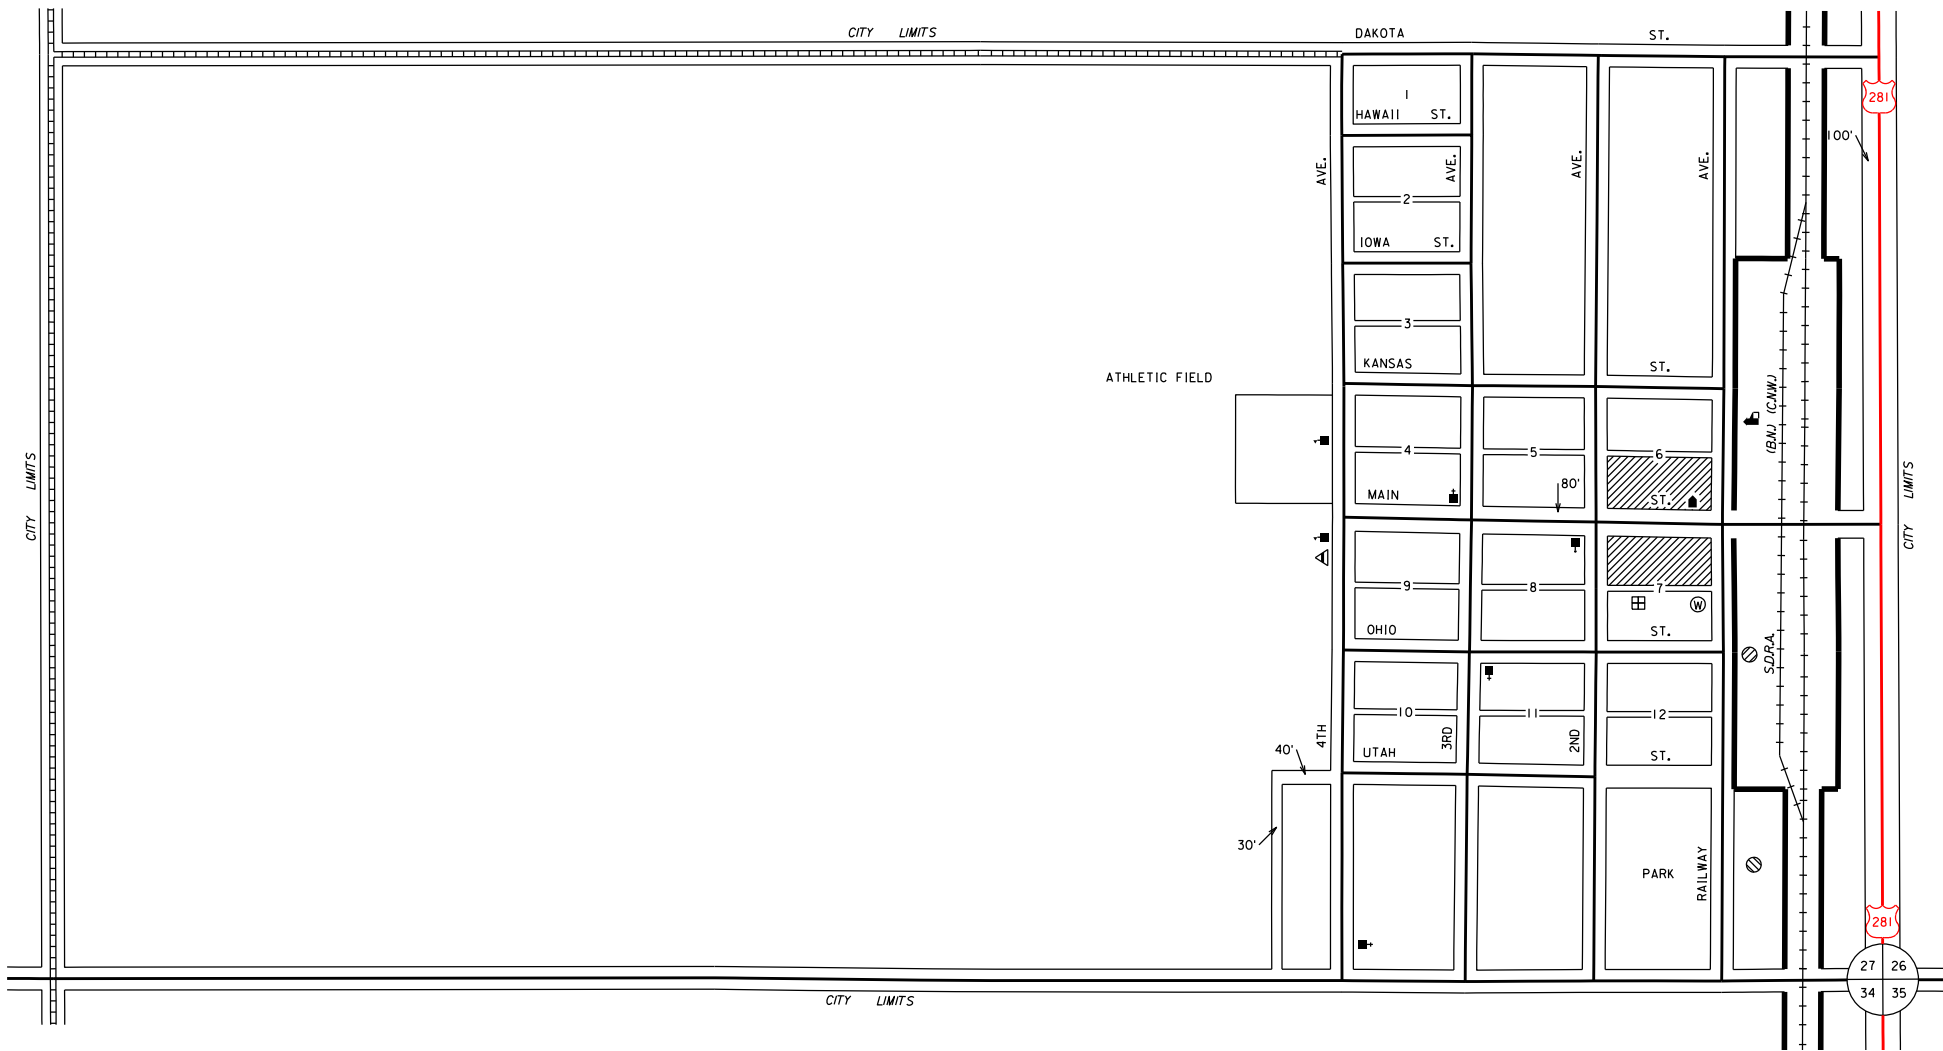 CITY LIMITS
DAKOTA ST.
281
1
HAWAII ST.
100'
AVE.
AVE.
AVE.
AVE.
2
IOWA ST.
3
KANSAS ST.
ATHLETIC FIELD
(B.N.) (C.N.W.)
4
5
6
MAIN ST.
80'
CITY LIMITS
CITY LIMITS
9
8
7
W
OHIO ST.
S.D.R.A.
10
11
12
4TH
3RD
2ND
UTAH ST.
40'
30'
PARK
RAILWAY
281
27 26
34 35
CITY LIMITS